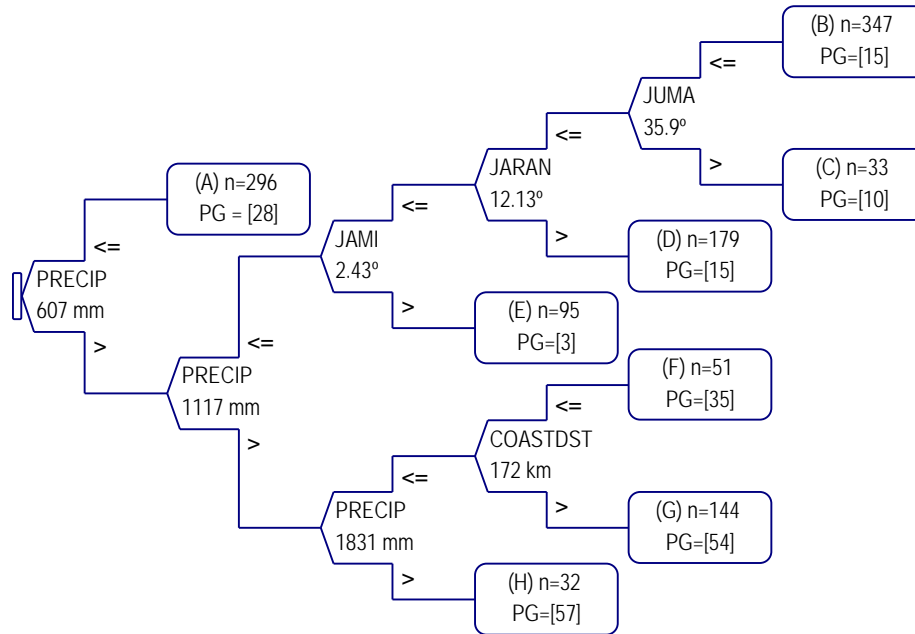 (B) n=347
PG=[15]
<=
JUMA
35.9º
<=
>
(C) n=33
PG=[10]
JARAN
12.13º
(A) n=296
PG = [28]
<=
>
(D) n=179
PG=[15]
JAMI
2.43º
<=
PRECIP
607 mm
>
(E) n=95
PG=[3]
>
<=
PRECIP
1117 mm
(F) n=51
PG=[35]
<=
>
COASTDST
172 km
<=
PRECIP
1831 mm
>
(G) n=144
PG=[54]
>
(H) n=32
PG=[57]